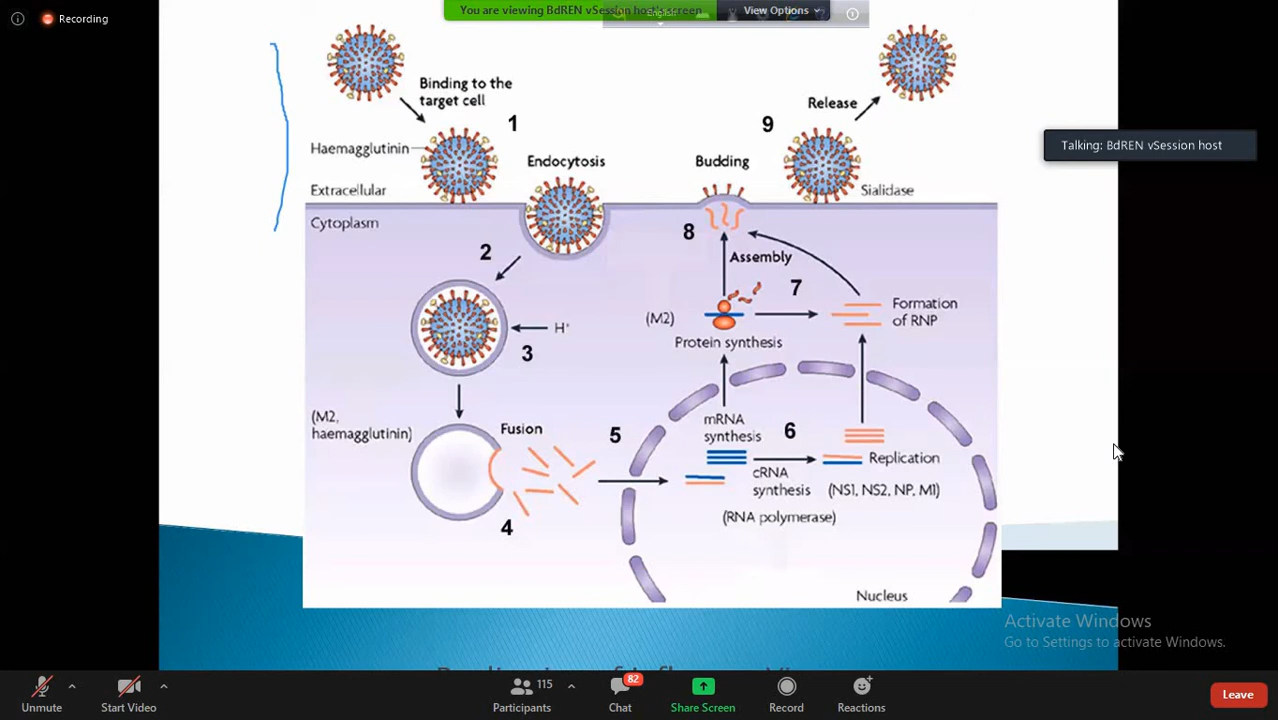 Recording
You are viewing BdREN vSession host's screen
View Options
English
Talking: BdREN vSession host
Binding to the
target cell
1
Haemagglutinin
Extracellular
Cytoplasm
Endocytosis
2
H⁺
3
(M2,
haemagglutinin)
Fusion
4
5
mRNA
synthesis
6
cRNA
synthesis
(RNA polymerase)
Replication
(NS1, NS2, NP, M1)
Nucleus
(M2)
Protein synthesis
7
Formation
of RNP
Assembly
8
Budding
9
Release
Sialidase
Activate Windows
Go to Settings to activate Windows.
Unmute
Start Video
115
Participants
82
Chat
Share Screen
Record
Reactions
Leave